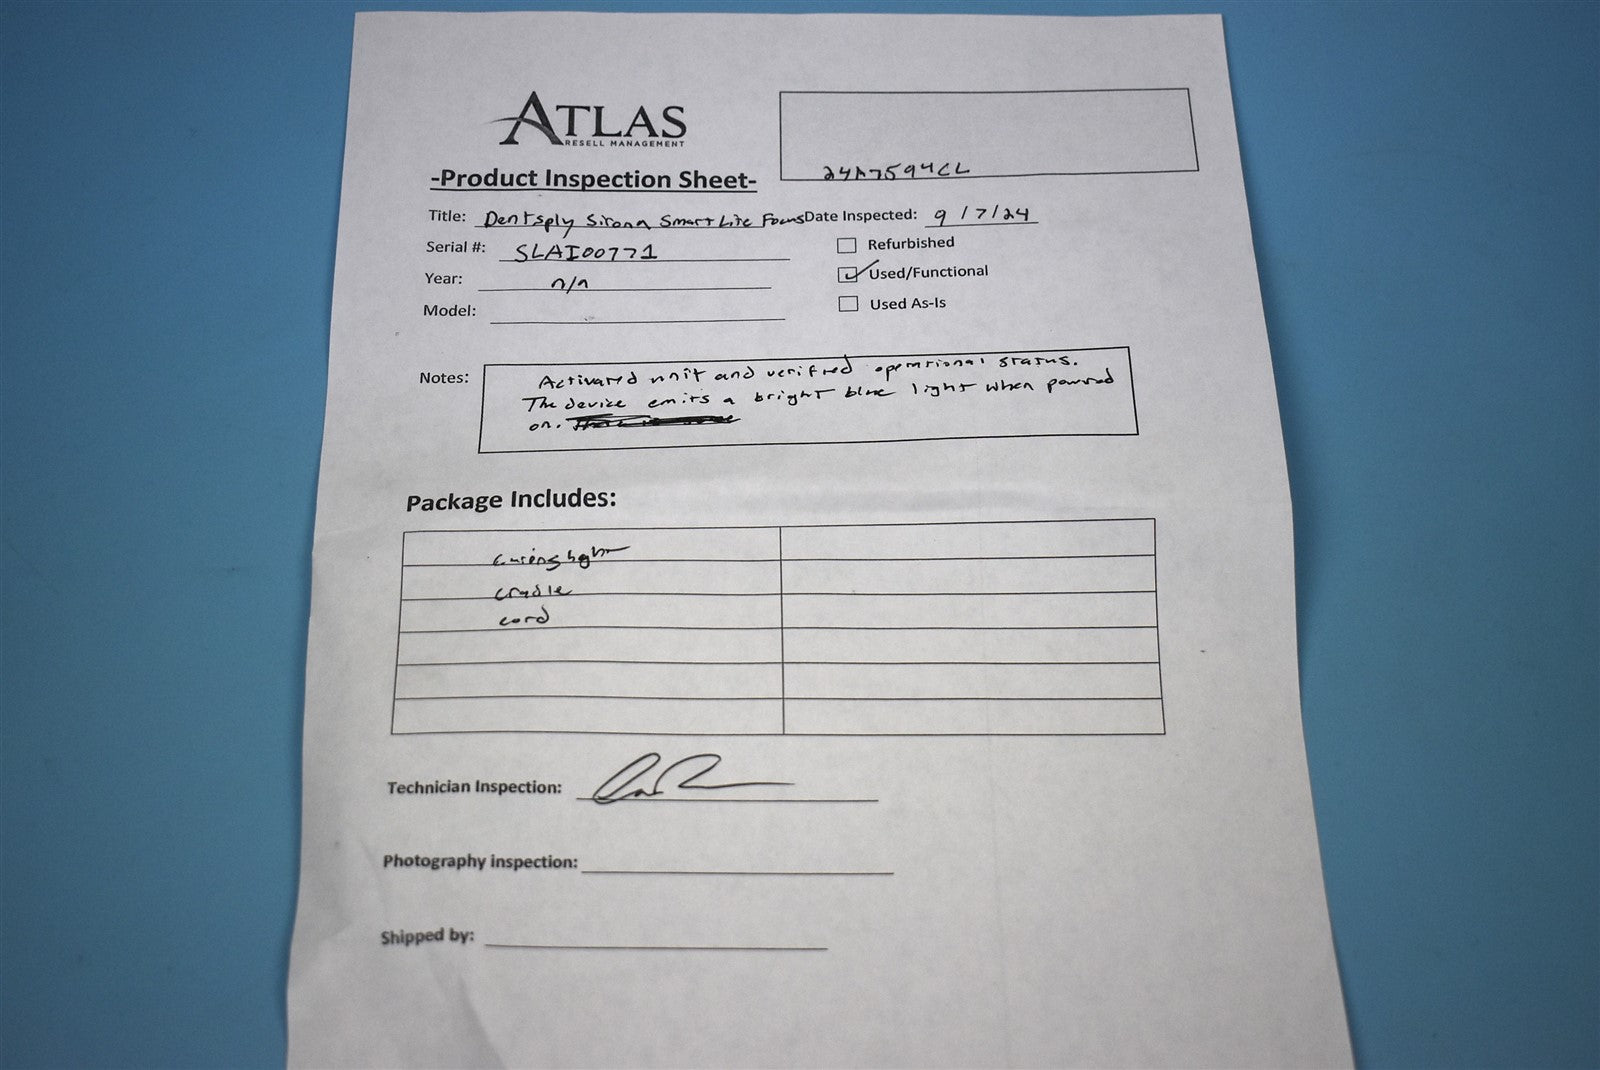 ATLAS
RESELL MANAGEMENT
24A7594CL
-Product Inspection Sheet-
Title: Dentsply Sirona SmartLite Focus Date Inspected: 9/7/24
Serial #: SLAI00771
Refurbished
Year: n/a
Used/Functional
Model:
Used As-Is
Notes: Activated unit and verified operational status.
The device emits a bright blue light when powered
on.
Package Includes:
curing light
cradle
cord
Technician Inspection:
Photography inspection:
Shipped by: